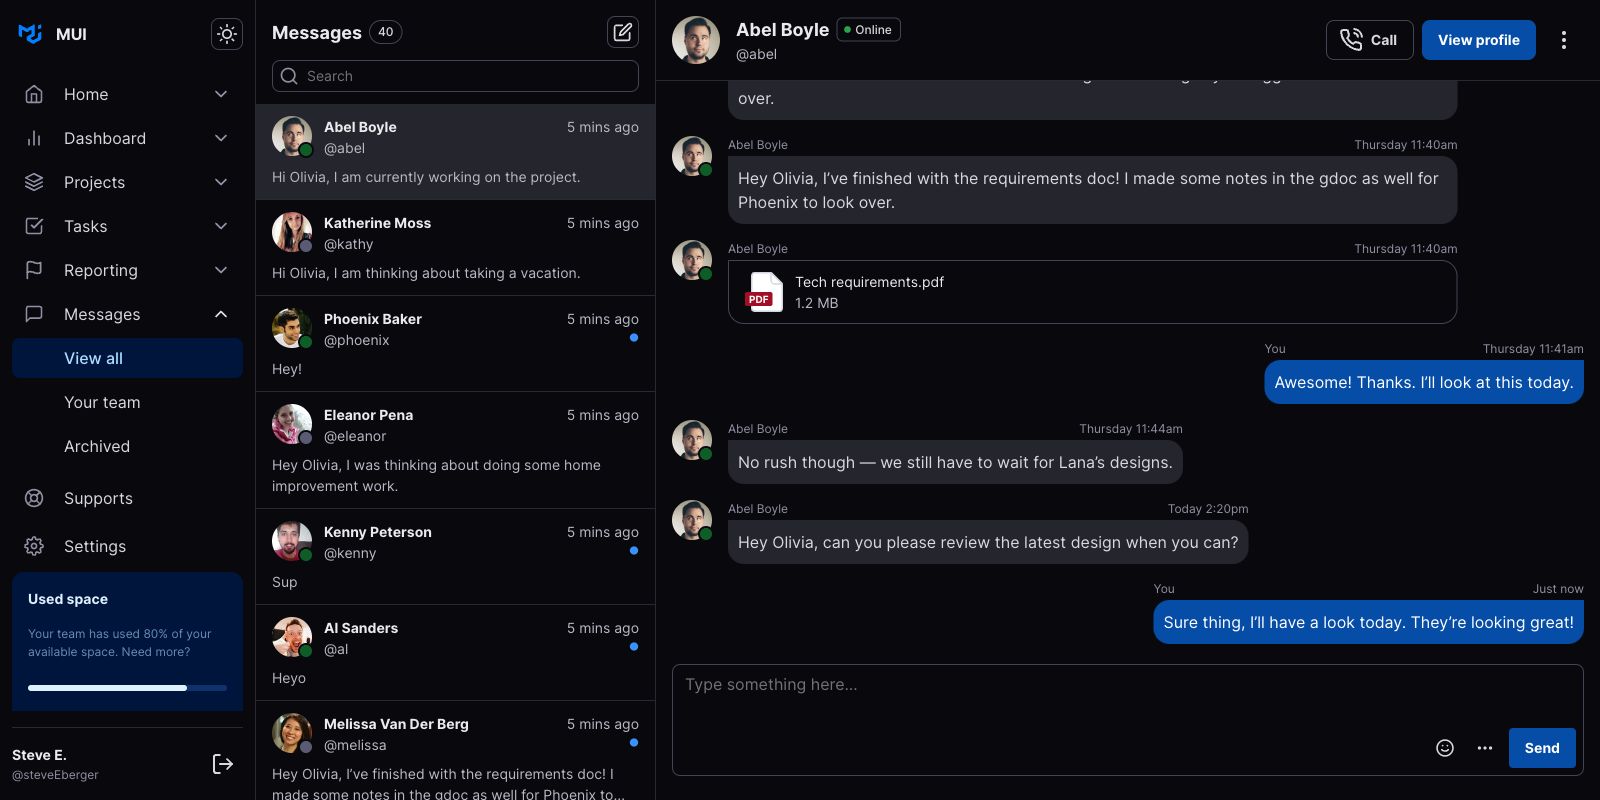 MUI
Home
Dashboard
Projects
Tasks
Reporting
Messages
View all
Your team
Archived
Supports
Settings
Used space
Your team has used 80% of your
available space. Need more?
Steve E.
@steveEberger
Messages 40
Search
Abel Boyle 5 mins ago
@abel
Hi Olivia, I am currently working on the project.
Katherine Moss 5 mins ago
@kathy
Hi Olivia, I am thinking about taking a vacation.
Phoenix Baker 5 mins ago
@phoenix
Hey!
Eleanor Pena 5 mins ago
@eleanor
Hey Olivia, I was thinking about doing some home
improvement work.
Kenny Peterson 5 mins ago
@kenny
Sup
Al Sanders 5 mins ago
@al
Heyo
Melissa Van Der Berg 5 mins ago
@melissa
Hey Olivia, I’ve finished with the requirements doc! I
made some notes in the gdoc as well for Phoenix to…
Abel Boyle Online
@abel
Call
View profile
over.
Abel Boyle Thursday 11:40am
Hey Olivia, I’ve finished with the requirements doc! I made some notes in the gdoc as well for
Phoenix to look over.
Abel Boyle Thursday 11:40am
PDF
Tech requirements.pdf
1.2 MB
You Thursday 11:41am
Awesome! Thanks. I’ll look at this today.
Abel Boyle Thursday 11:44am
No rush though — we still have to wait for Lana’s designs.
Abel Boyle Today 2:20pm
Hey Olivia, can you please review the latest design when you can?
You Just now
Sure thing, I’ll have a look today. They’re looking great!
Type something here…
Send